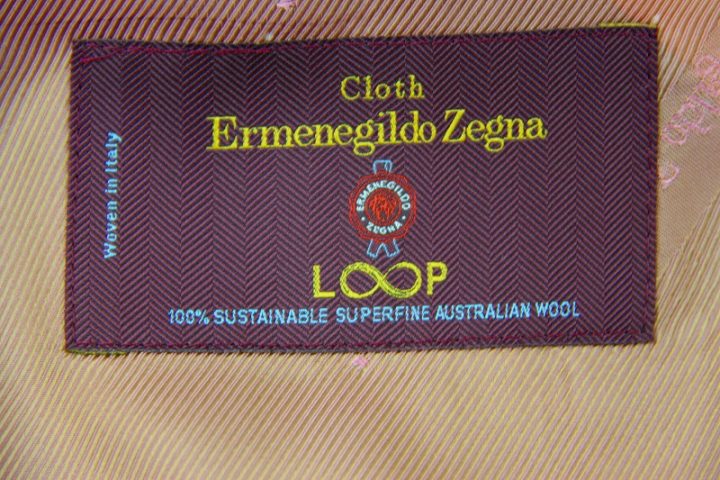 Cloth
Ermenegildo Zegna
Woven in Italy
ERMENEGILDO
ZEGNA
LOOP
100% SUSTAINABLE SUPERFINE AUSTRALIAN WOOL